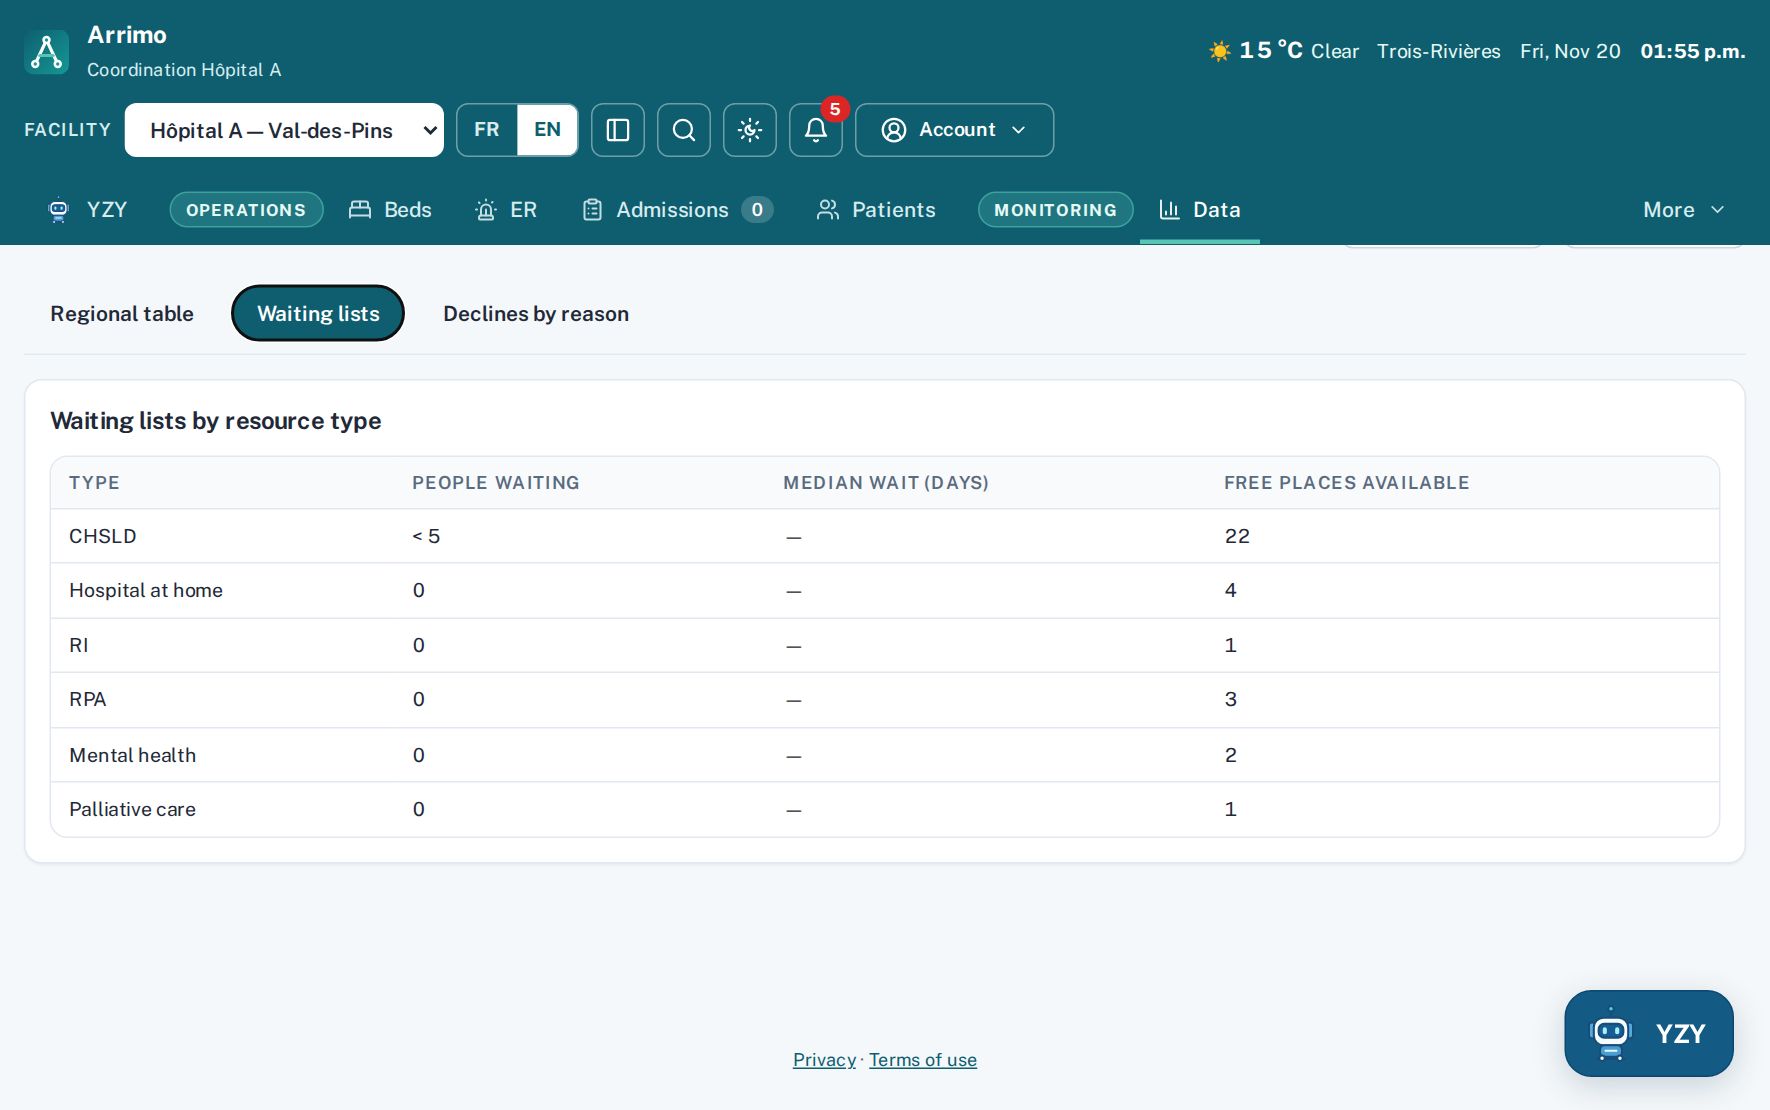 Arrimo
Coordination Hôpital A
☀️ 15 °C Clear Trois-Rivières Fri, Nov 20 01:55 p.m.
FACILITY Hôpital A — Val-des-Pins FR EN 5 Account
YZY OPERATIONS Beds ER Admissions 0 Patients MONITORING Data More
Regional table Waiting lists Declines by reason
Waiting lists by resource type
TYPE PEOPLE WAITING MEDIAN WAIT (DAYS) FREE PLACES AVAILABLE
CHSLD < 5 — 22
Hospital at home 0 — 4
RI 0 — 1
RPA 0 — 3
Mental health 0 — 2
Palliative care 0 — 1
YZY
Privacy · Terms of use